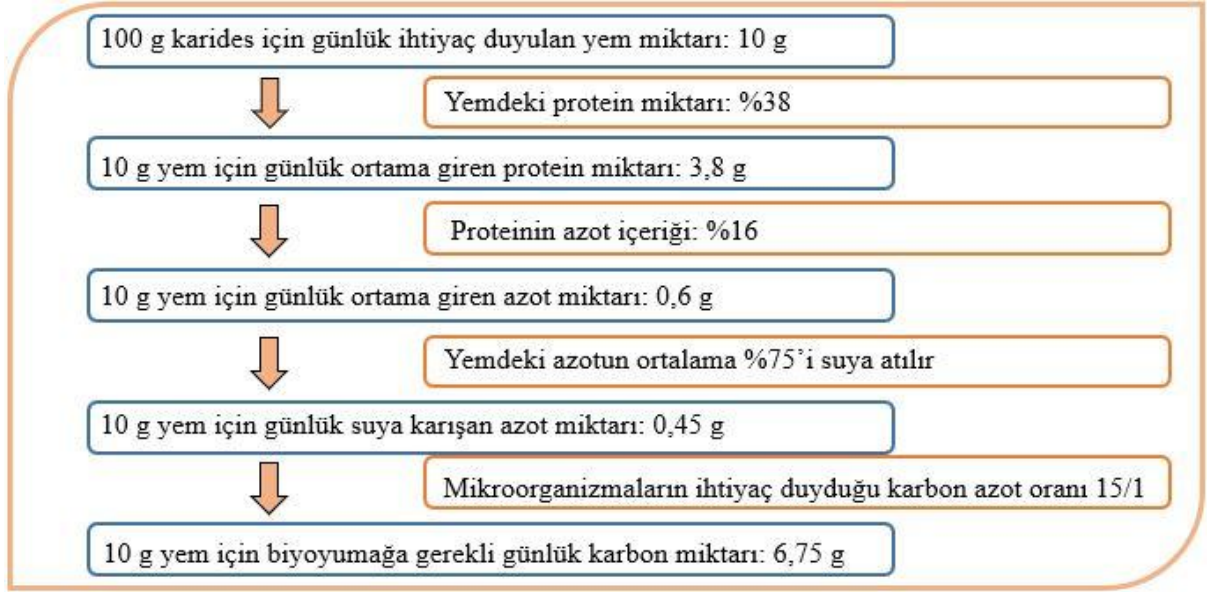 100 g karides için günlük ihtiyaç duyulan yem miktarı: 10 g
Yemdeki protein miktarı: %38
10 g yem için günlük ortama giren protein miktarı: 3,8 g
Proteinin azot içeriği: %16
10 g yem için günlük ortama giren azot miktarı: 0,6 g
Yemdeki azotun ortalama %75'i suya atılır
10 g yem için günlük suya karışan azot miktarı: 0,45 g
Mikroorganizmaların ihtiyaç duyduğu karbon azot oranı 15/1
10 g yem için biyoyumağa gerekli günlük karbon miktarı: 6,75 g